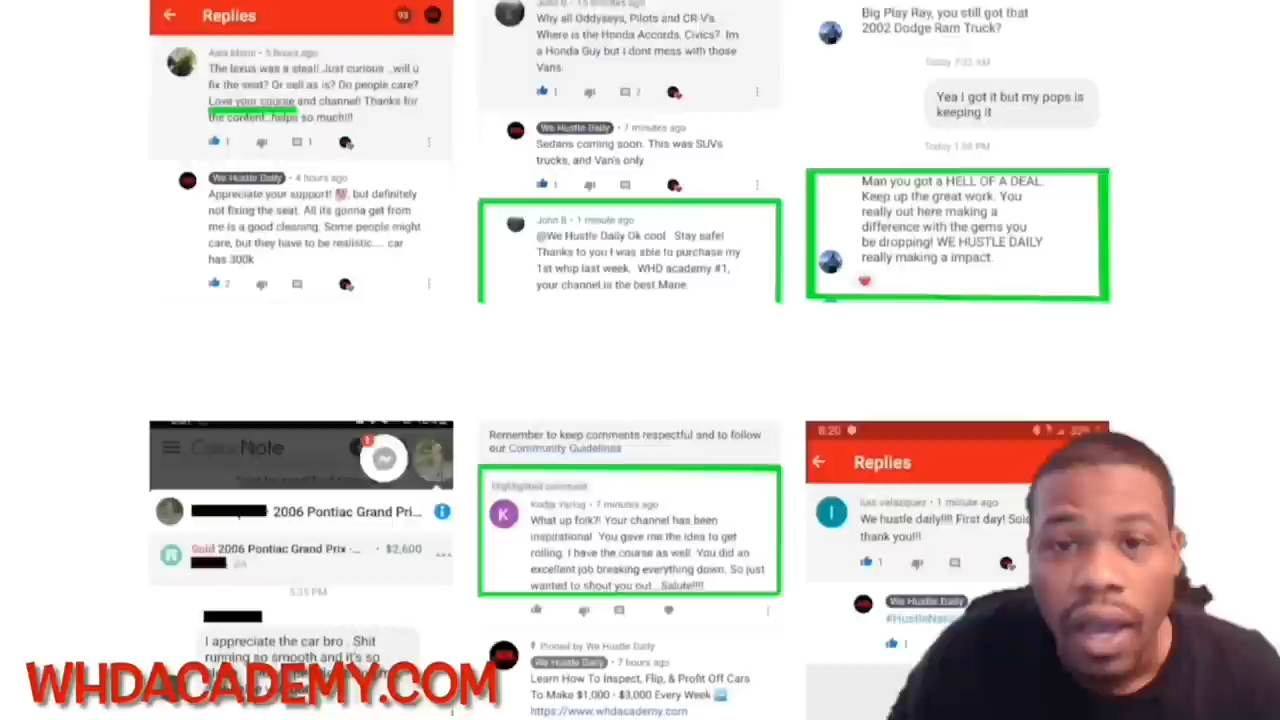 Replies
93
5 hours ago
The lexus was a steal! Just curious ..will u
fix the seat? Or sell as is? Do people care?
Love your course and channel! Thanks for
the content..helps so much!!!
1
1
We Hustle Daily • 4 hours ago
Appreciate your support! 💯, but definitely
not fixing the seat. All its gonna get from
me is a good cleaning. Some people might
care, but they have to be realistic.... car
has 300k
2
John B • 15 minutes ago
Why all Oddyseys, Pilots and CR-V's.
Where is the Honda Accords, Civics? Im
a Honda Guy but I dont mess with those
Vans.
1
2
We Hustle Daily • 7 minutes ago
Sedans coming soon. This was SUVs
trucks, and Van's only
1
John B • 1 minute ago
@We Hustle Daily Ok cool Stay safe!
Thanks to you I was able to purchase my
1st whip last week. WHD academy #1,
your channel is the best Mane.
Big Play Ray, you still got that
2002 Dodge Ram Truck?
Today
Yea I got it but my pops is
keeping it
Today
Man you got a HELL OF A DEAL.
Keep up the great work. You
really out here making a
difference with the gems you
be dropping! WE HUSTLE DAILY
really making a impact.
ColorNote
1
2006 Pontiac Grand Pri...
Sold 2006 Pontiac Grand Prix -... • $2,600
5:35 PM
I appreciate the car bro . Shit
running so smooth and it's so
Remember to keep comments respectful and to follow
our Community Guidelines
Highlighted comment
K
7 minutes ago
What up folk?! Your channel has been
inspirational. You gave me the idea to get
rolling. I have the course as well. You did an
excellent job breaking everything down. So just
wanted to shout you out...Salute!!!!
Pinned by We Hustle Daily
We Hustle Daily • 7 hours ago
Learn How To Inspect, Flip, & Profit Off Cars
To Make $1,000 - $3,000 Every Week
https://www.whdacademy.com
8:20
Replies
I
luis velazquez • 1 minute ago
We hustle daily!!!! First day!
thank you!!!
1
We Hustle Daily
1
WHDACADEMY.COM